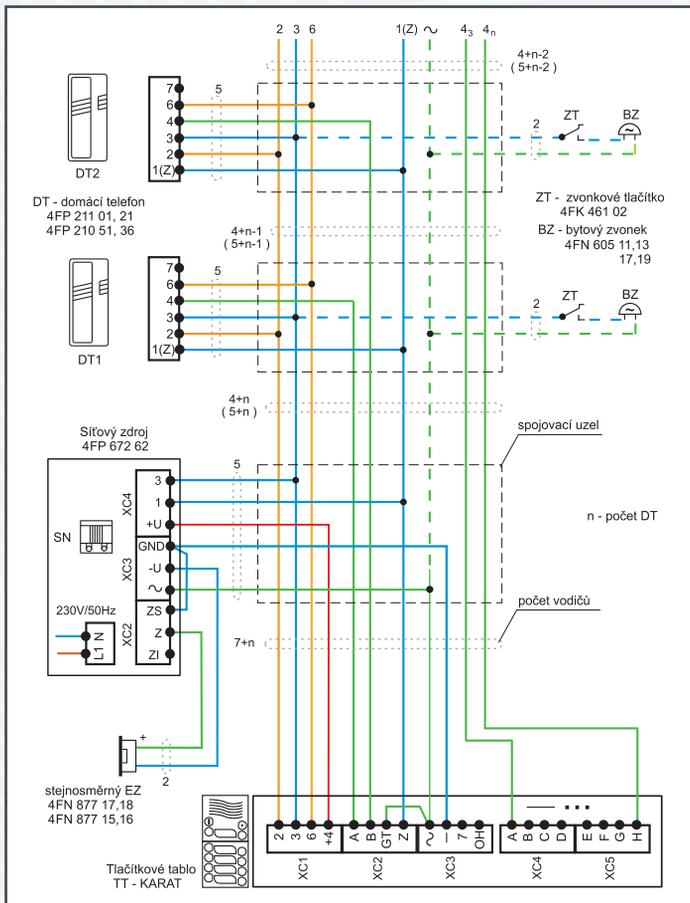 2 3 6 1(Z) ~ 4₃ 4ₙ
4+n-2
( 5+n-2 )
7
6
4
3
2
1(Z)
5
2
ZT
BZ
DT2
DT - domácí telefon
4FP 211 01, 21
4FP 210 51, 36
ZT - zvonkové tlačítko
4FK 461 02
BZ - bytový zvonek
4FN 605 11,13
17,19
4+n-1
( 5+n-1 )
7
6
4
3
2
1(Z)
5
2
ZT
BZ
DT1
4+n
( 5+n )
Síťový zdroj
4FP 672 62
spojovací uzel
5
XC4
3
1
+U
SN
n - počet DT
XC3
GND
-U
~
230V/50Hz
L1 N
XC2
ZS
Z
ZI
počet vodičů
7+n
+
2
stejnosměrný EZ
4FN 877 17,18
4FN 877 15,16
Tlačítkové tablo
TT - KARAT
2 3 6 +4 A B GT Z ~ – 7 OH A B C D E F G H
XC1 XC2 XC3 XC4 XC5